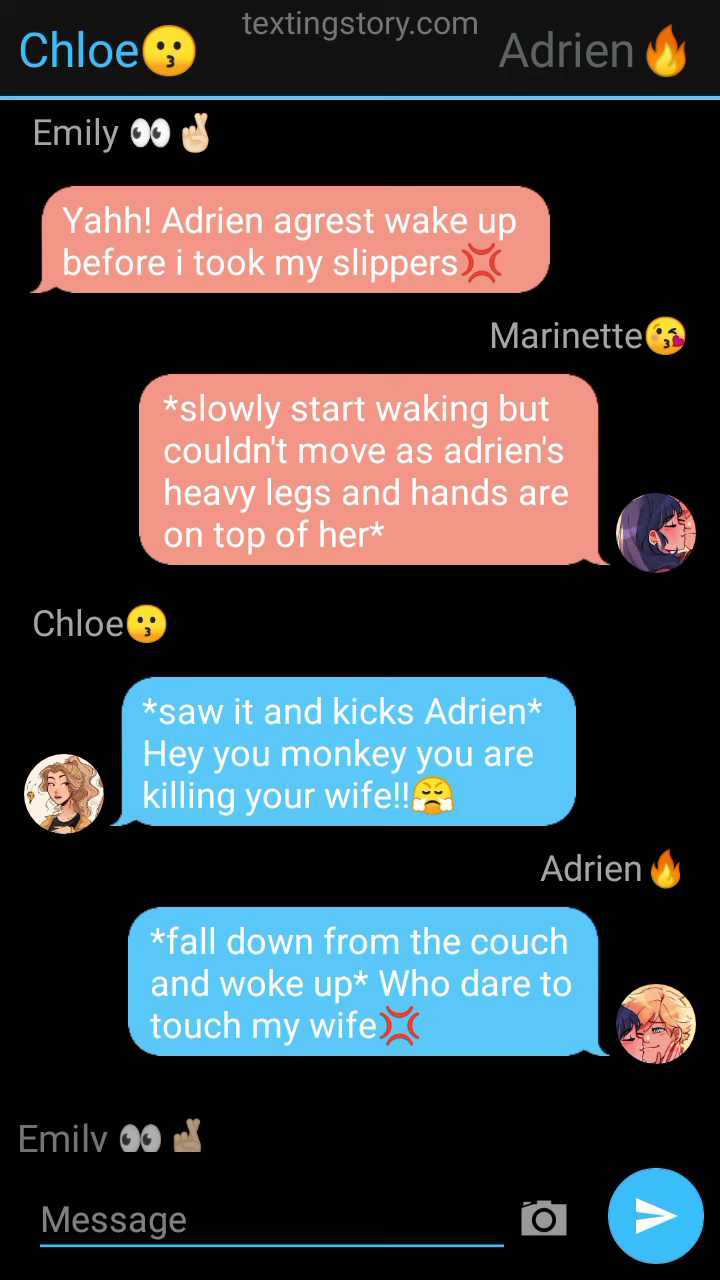 textingstory.com
Chloe😗 Adrien🔥
Emily 👀🤞🏻
Yahh! Adrien agrest wake up
before i took my slippers💢
Marinette😘
*slowly start waking but
couldn't move as adrien's
heavy legs and hands are
on top of her*
Chloe😗
*saw it and kicks Adrien*
Hey you monkey you are
killing your wife!!😤
Adrien🔥
*fall down from the couch
and woke up* Who dare to
touch my wife💢
Emily 👀🤞🏻
Message